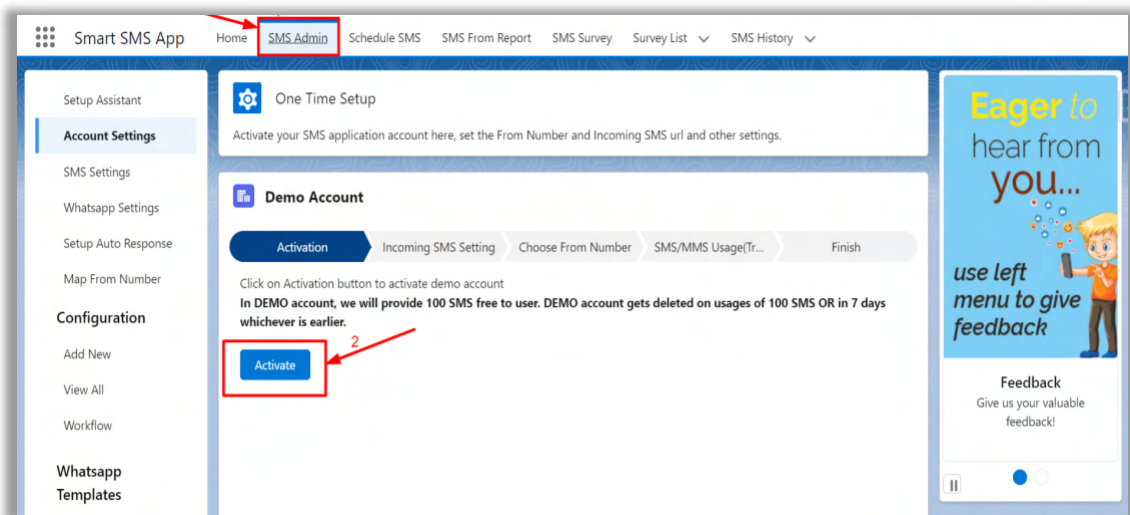 Smart SMS App
Home SMS Admin Schedule SMS SMS From Report SMS Survey Survey List SMS History
Setup Assistant
Account Settings
SMS Settings
Whatsapp Settings
Setup Auto Response
Map From Number
Configuration
Add New
View All
Workflow
Whatsapp
Templates
One Time Setup
Activate your SMS application account here, set the From Number and Incoming SMS url and other settings.
Demo Account
Activation Incoming SMS Setting Choose From Number SMS/MMS Usage(Tr... Finish
Click on Activation button to activate demo account
In DEMO account, we will provide 100 SMS free to user. DEMO account gets deleted on usages of 100 SMS OR in 7 days
whichever is earlier.
2
Activate
Eager to
hear from
you...
use left
menu to give
feedback
Feedback
Give us your valuable
feedback!